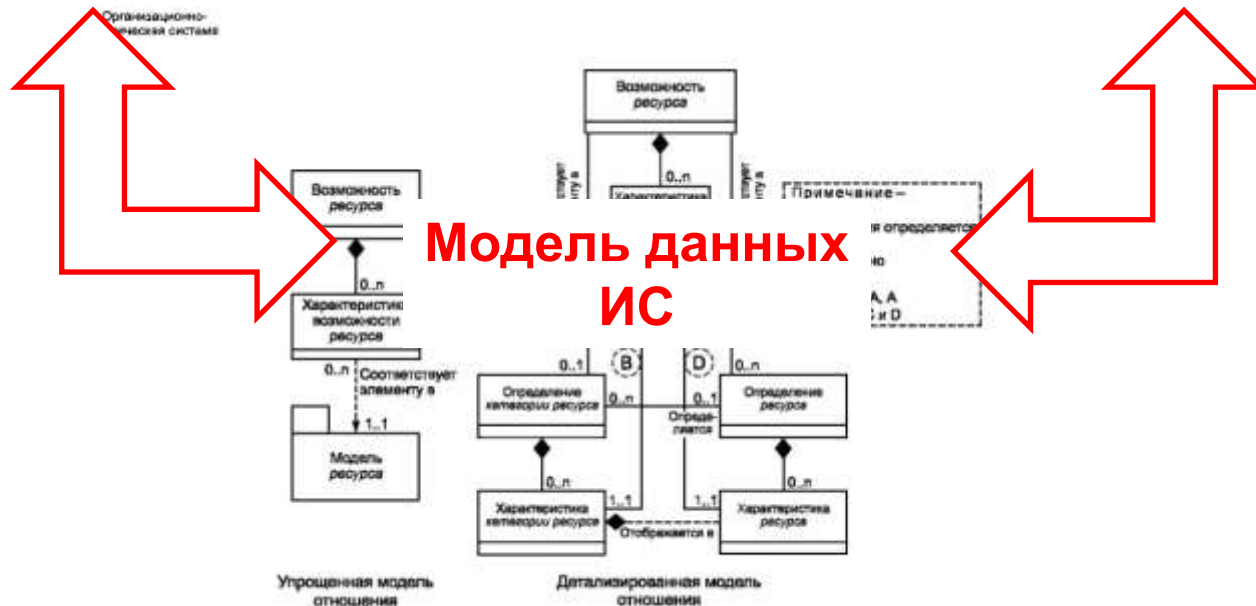 Организационно-
система
Возможность
ресурса
0..n
Характеристика
возможности
ресурса
0..n
Соответствует
элементу в
1..1
Модель
ресурса
Упрощенная модель
отношения
Возможность
ресурса
0..n
Характеристика
Примечание –
определяется
A, A
и D
Модель данных
ИС
0..1
B
D
0..n
Определение
категории ресурса
0..n
0..1
Опреде-
ляется
Определение
ресурса
0..n
0..n
Характеристика
категории ресурса
1..1
1..1
Отображается в
Характеристика
ресурса
Детализированная модель
отношения